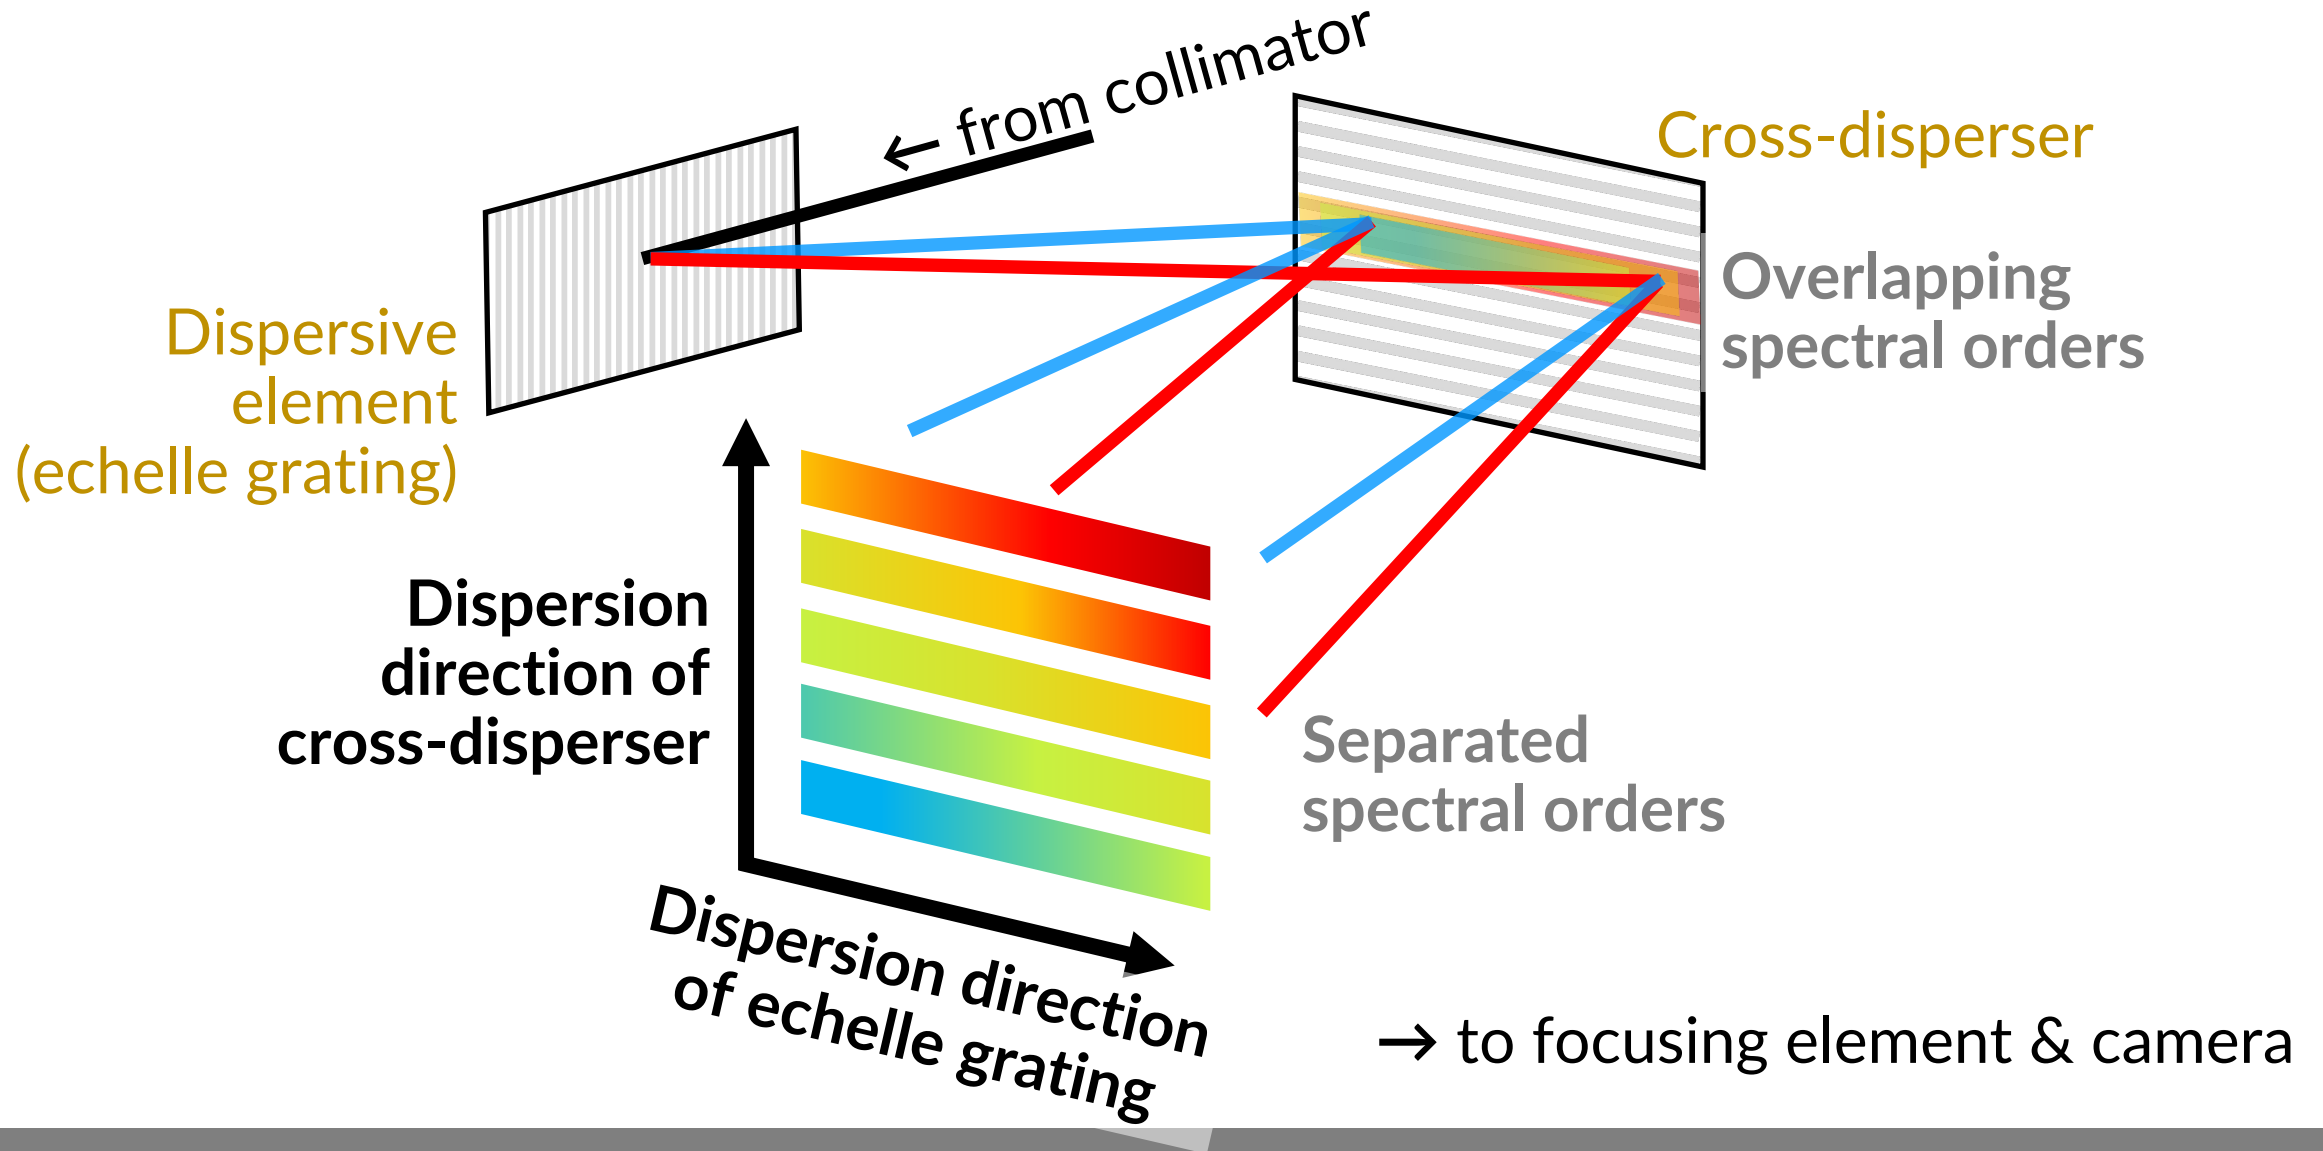 ← from collimator
Cross-disperser
Overlapping
spectral orders
Dispersive
element
(echelle grating)
Dispersion
direction of
cross-disperser
Separated
spectral orders
Dispersion direction
of echelle grating
→ to focusing element & camera